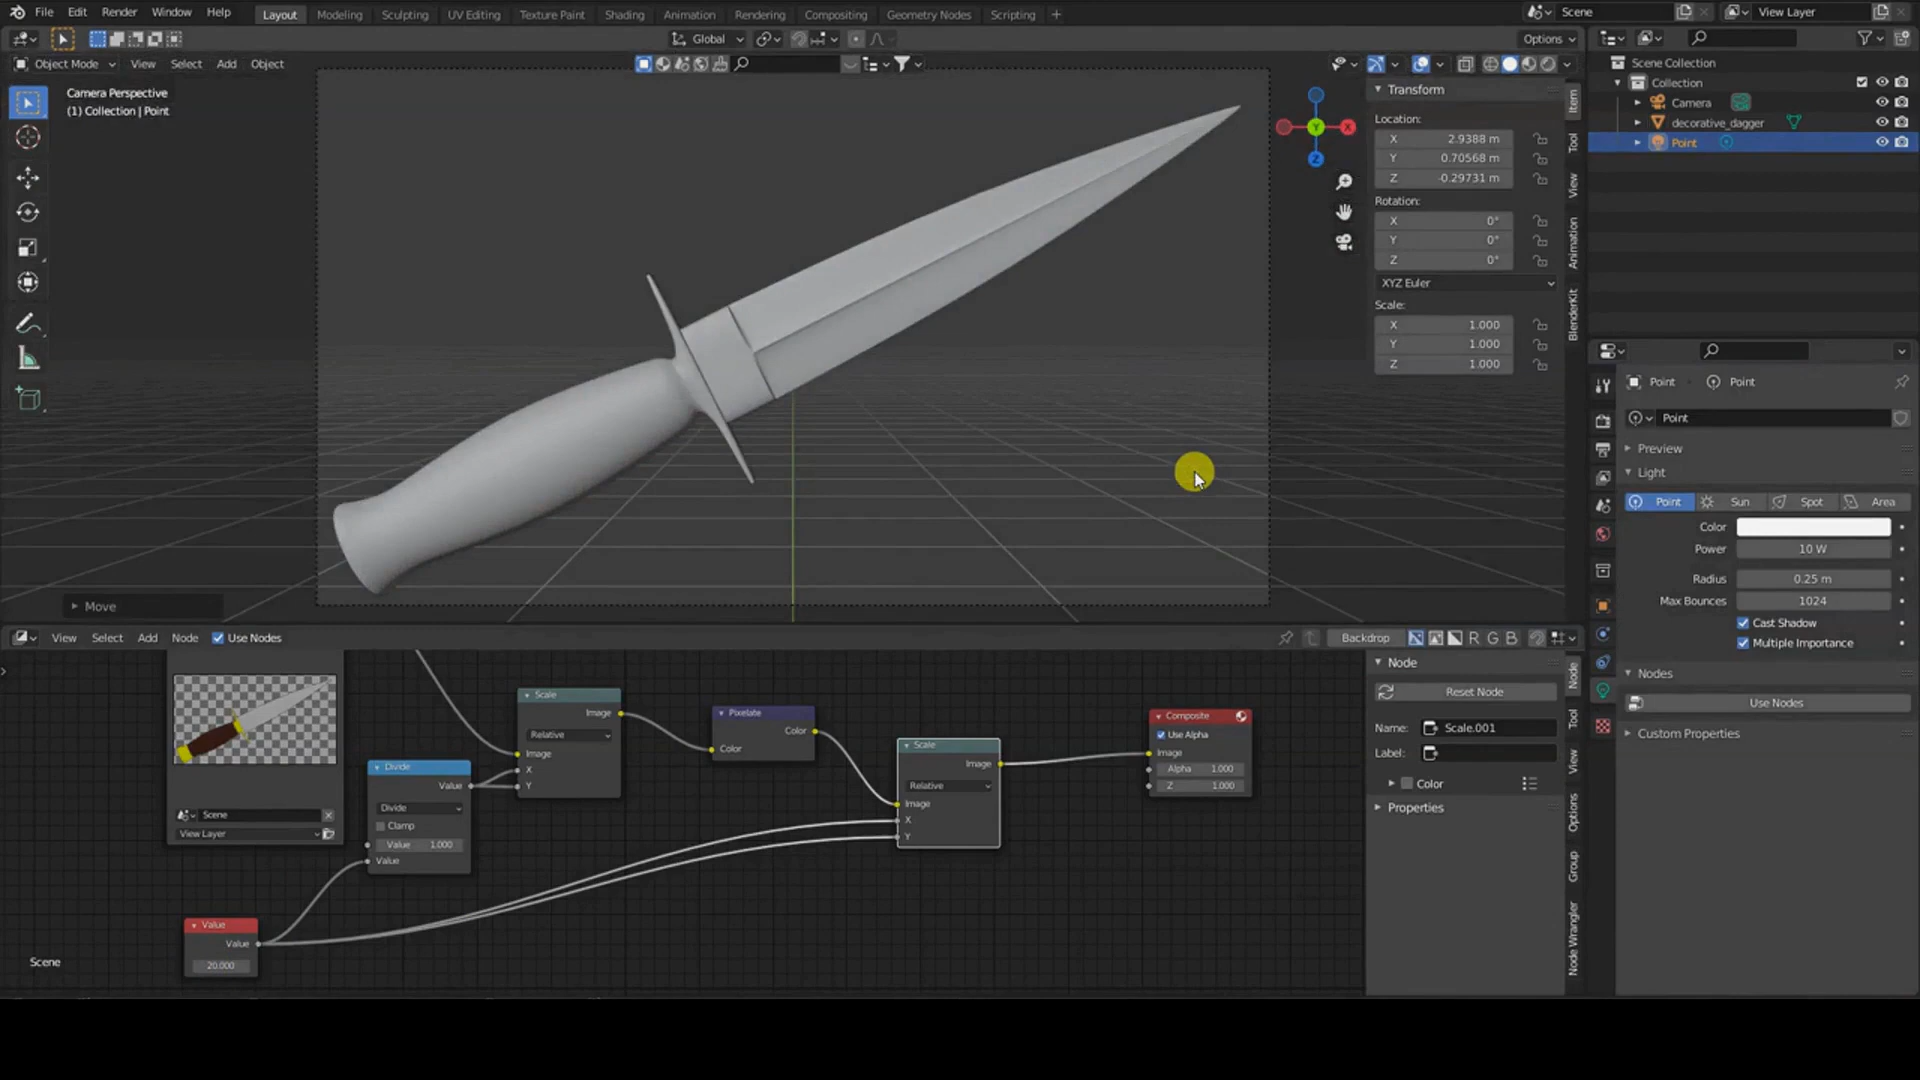 File Edit Render Window Help
Layout Modeling Sculpting UV Editing Texture Paint Shading Animation Rendering Compositing Geometry Nodes Scripting +
Scene
View Layer
Global
Options
Object Mode View Select Add Object
Camera Perspective
(1) Collection | Point
Move
X
Y
Z
Transform
Location:
X 2.9388 m
Y 0.70568 m
Z -0.29731 m
Rotation:
X 0°
Y 0°
Z 0°
XYZ Euler
Scale:
X 1.000
Y 1.000
Z 1.000
Item
Tool
View
Animation
BlenderKit
Scene Collection
Collection
Camera
decorative_dagger
Point
Point Point
Point
Preview
Light
Point Sun Spot Area
Color
Power 10 W
Radius 0.25 m
Max Bounces 1024
Cast Shadow
Multiple Importance
Nodes
Use Nodes
Custom Properties
View Select Add Node Use Nodes
Backdrop R G B
Scene
View Layer
Divide
Value
Divide
Clamp
Value 1.000
Value
Value
Value
20.000
Scale
Image
Relative
Image
X
Y
Pixelate
Color
Color
Scale
Image
Relative
Image
X
Y
Composite
Use Alpha
Image
Alpha 1.000
Z 1.000
Scene
Node
Reset Node
Name: Scale.001
Label:
Color
Properties
Node
Tool
View
Options
Group
Node Wrangler